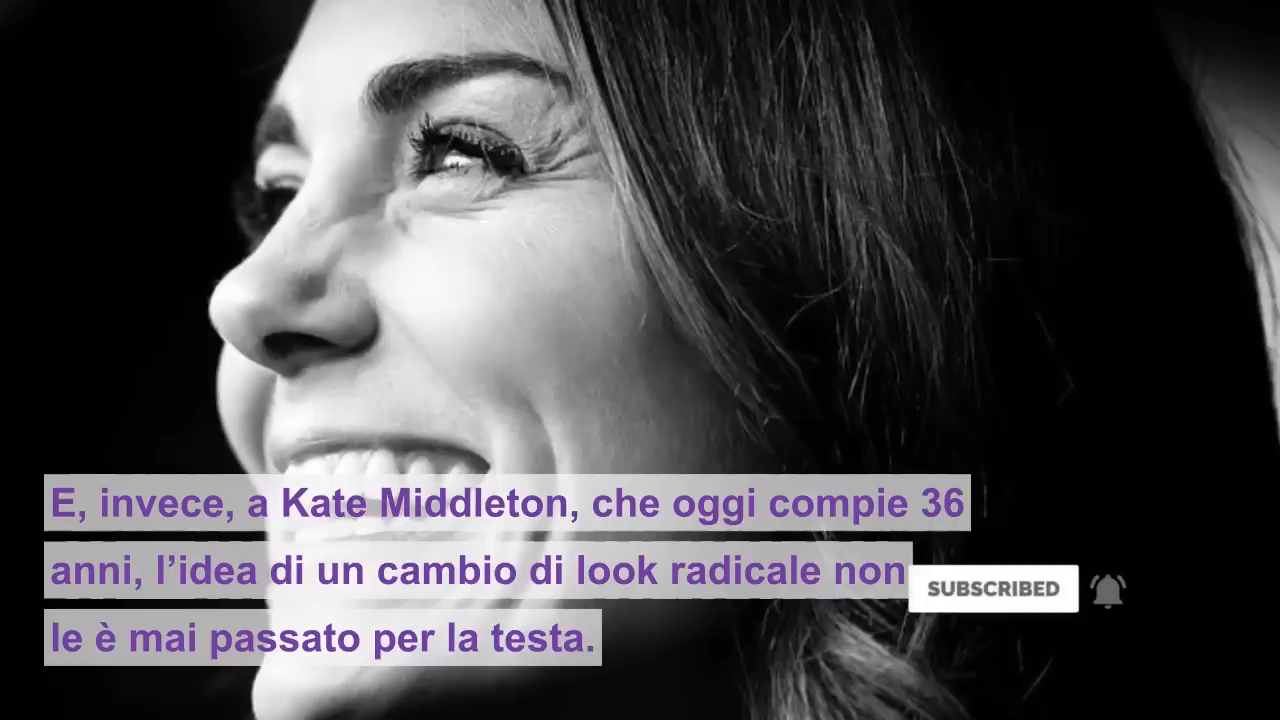 E, invece, a Kate Middleton, che oggi compie 36
anni, l’idea di un cambio di look radicale non
le è mai passato per la testa.
SUBSCRIBED